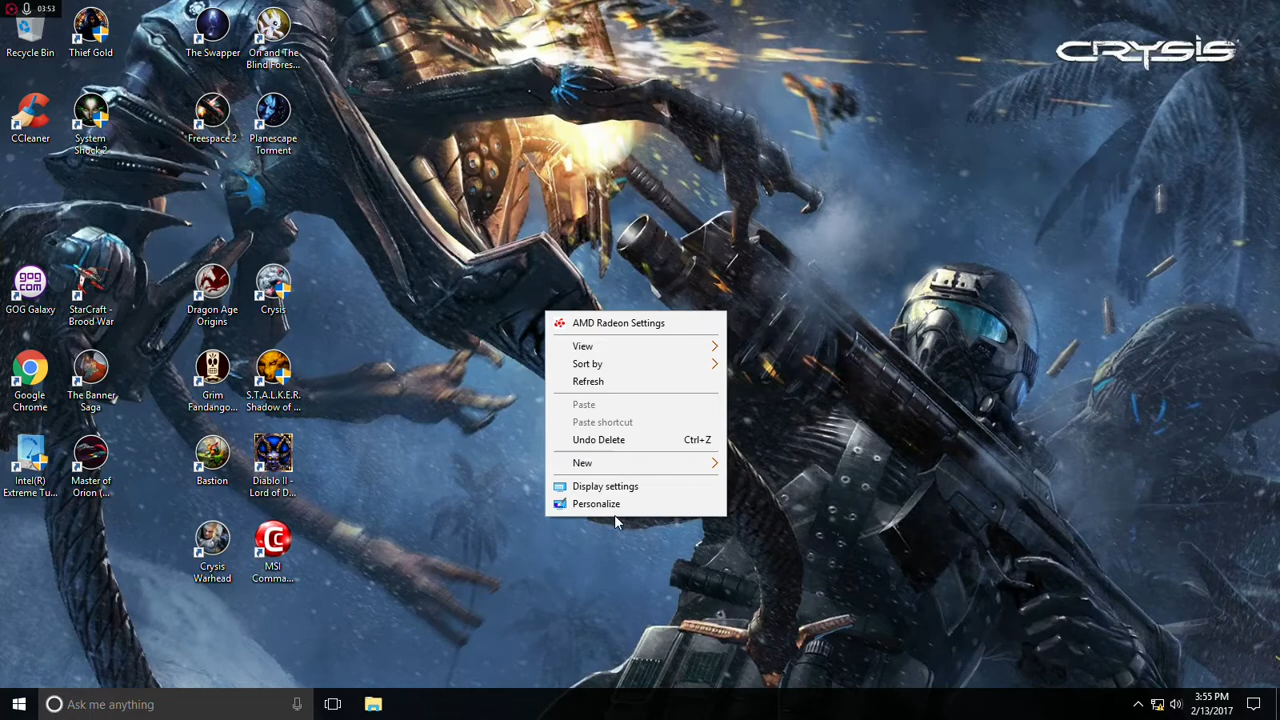 03:53
CRYSIS
Recycle Bin
Thief Gold
The Swapper
Ori and The
Blind Fores...
CCleaner
System
Shock 2
Freespace 2
Planescape
Torment
GOG
COM
GOG Galaxy
StarCraft -
Brood War
Dragon Age
Origins
Crysis
Google
Chrome
The Banner
Saga
Grim
Fandango...
S.T.A.L.K.E.R.
Shadow of ...
Intel(R)
Extreme Tu...
Master of
Orion (...
Bastion
Diablo II -
Lord of D...
Crysis
Warhead
MSI
Comma...
AMD Radeon Settings
View
Sort by
Refresh
Paste
Paste shortcut
Undo Delete Ctrl+Z
New
Display settings
Personalize
Ask me anything
3:55 PM
2/13/2017